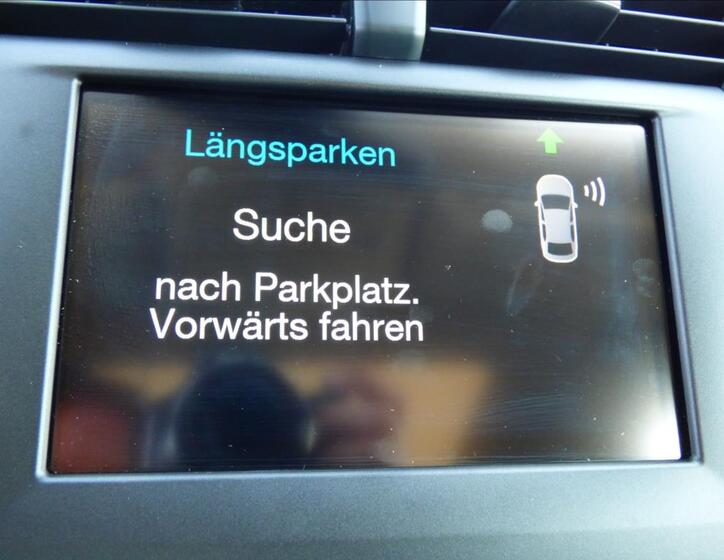 Längsparken
Suche
nach Parkplatz.
Vorwärts fahren